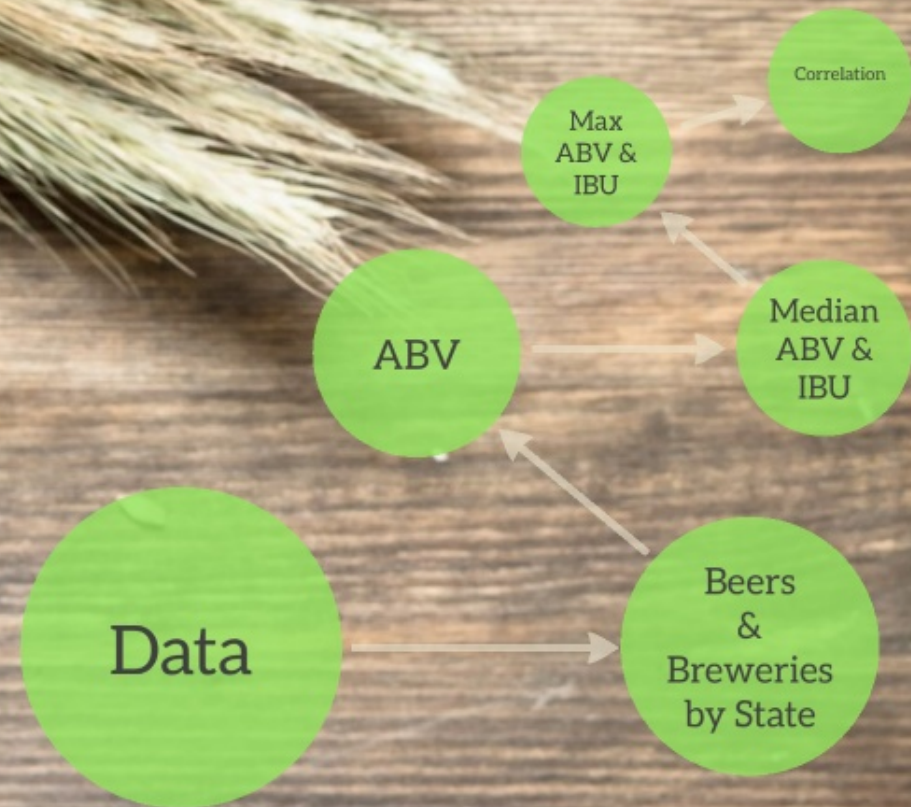 Correlation
Max
ABV &
IBU
Median
ABV &
IBU
ABV
Beers
&
Breweries
by State
Data